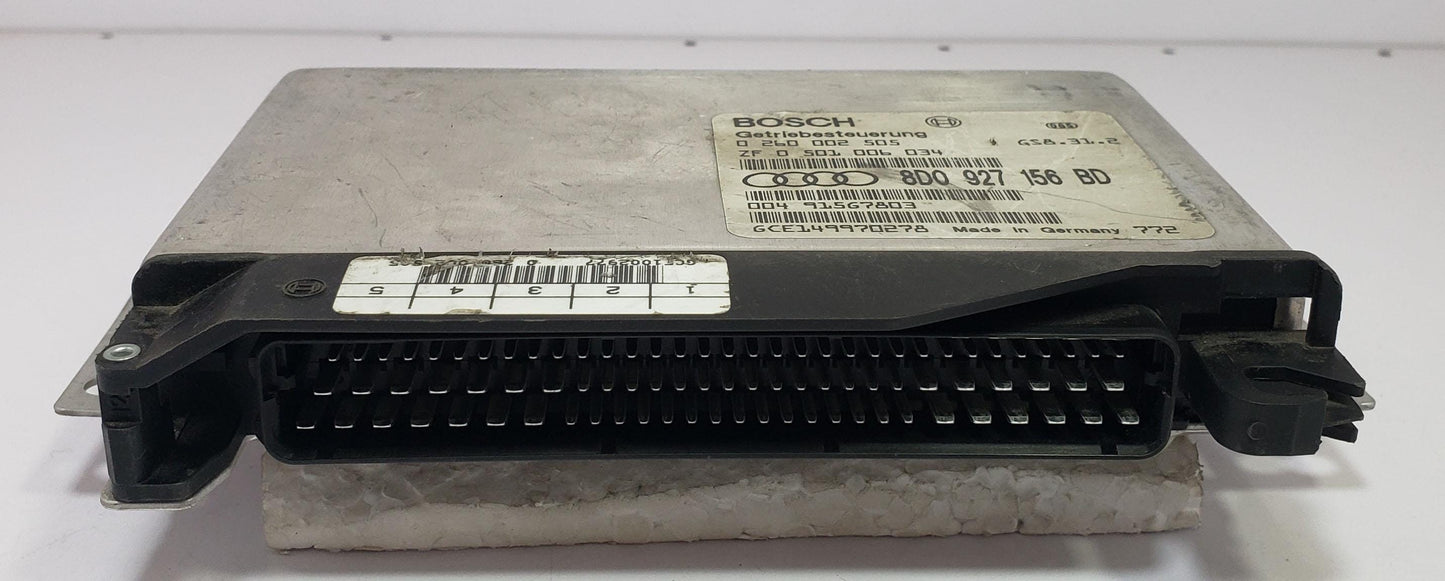 BOSCH
Getriebesteuerung
0 260 002 505 GS8.31.2
ZF 0 501 006 034
8D0 927 156 BD
004 91567803
GCE149970278 Made in Germany 772
1 2 3 4 5